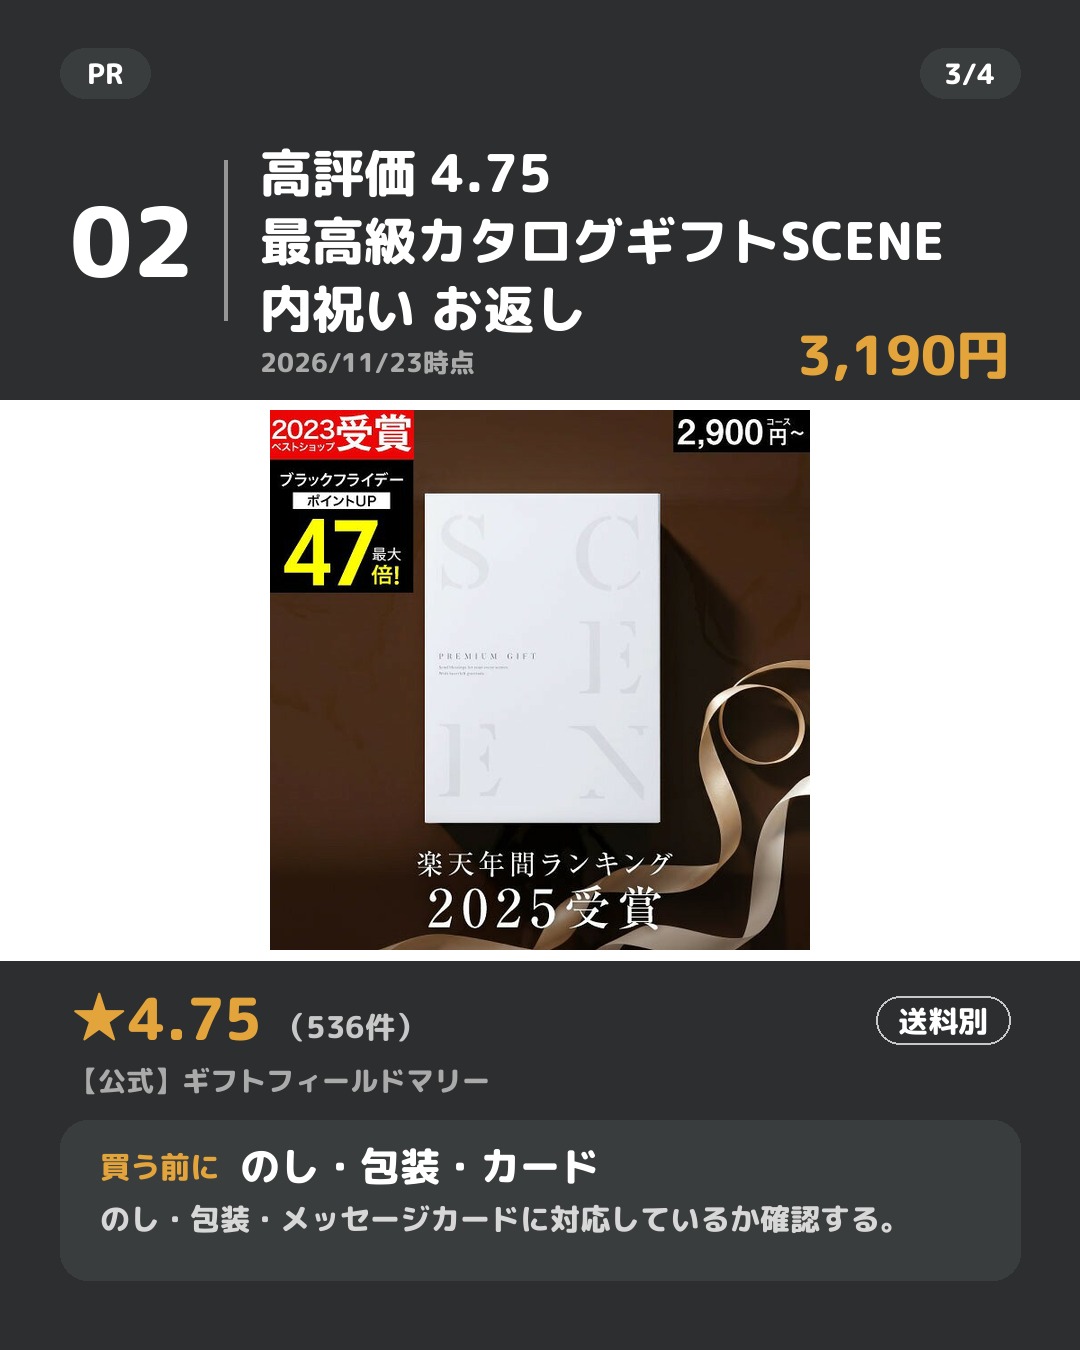 PR
3/4
02
高評価 4.75
最高級カタログギフトSCENE
内祝い お返し
2026/11/23時点
3,190円
2023受賞
ベストショップ
ブラックフライデー
ポイントUP
47最大倍!
2,900コース円~
S C
E
PREMIUM GIFT
E N
楽天年間ランキング
2025受賞
★4.75 (536件)
送料別
【公式】ギフトフィールドマリー
買う前に のし・包装・カード
のし・包装・メッセージカードに対応しているか確認する。